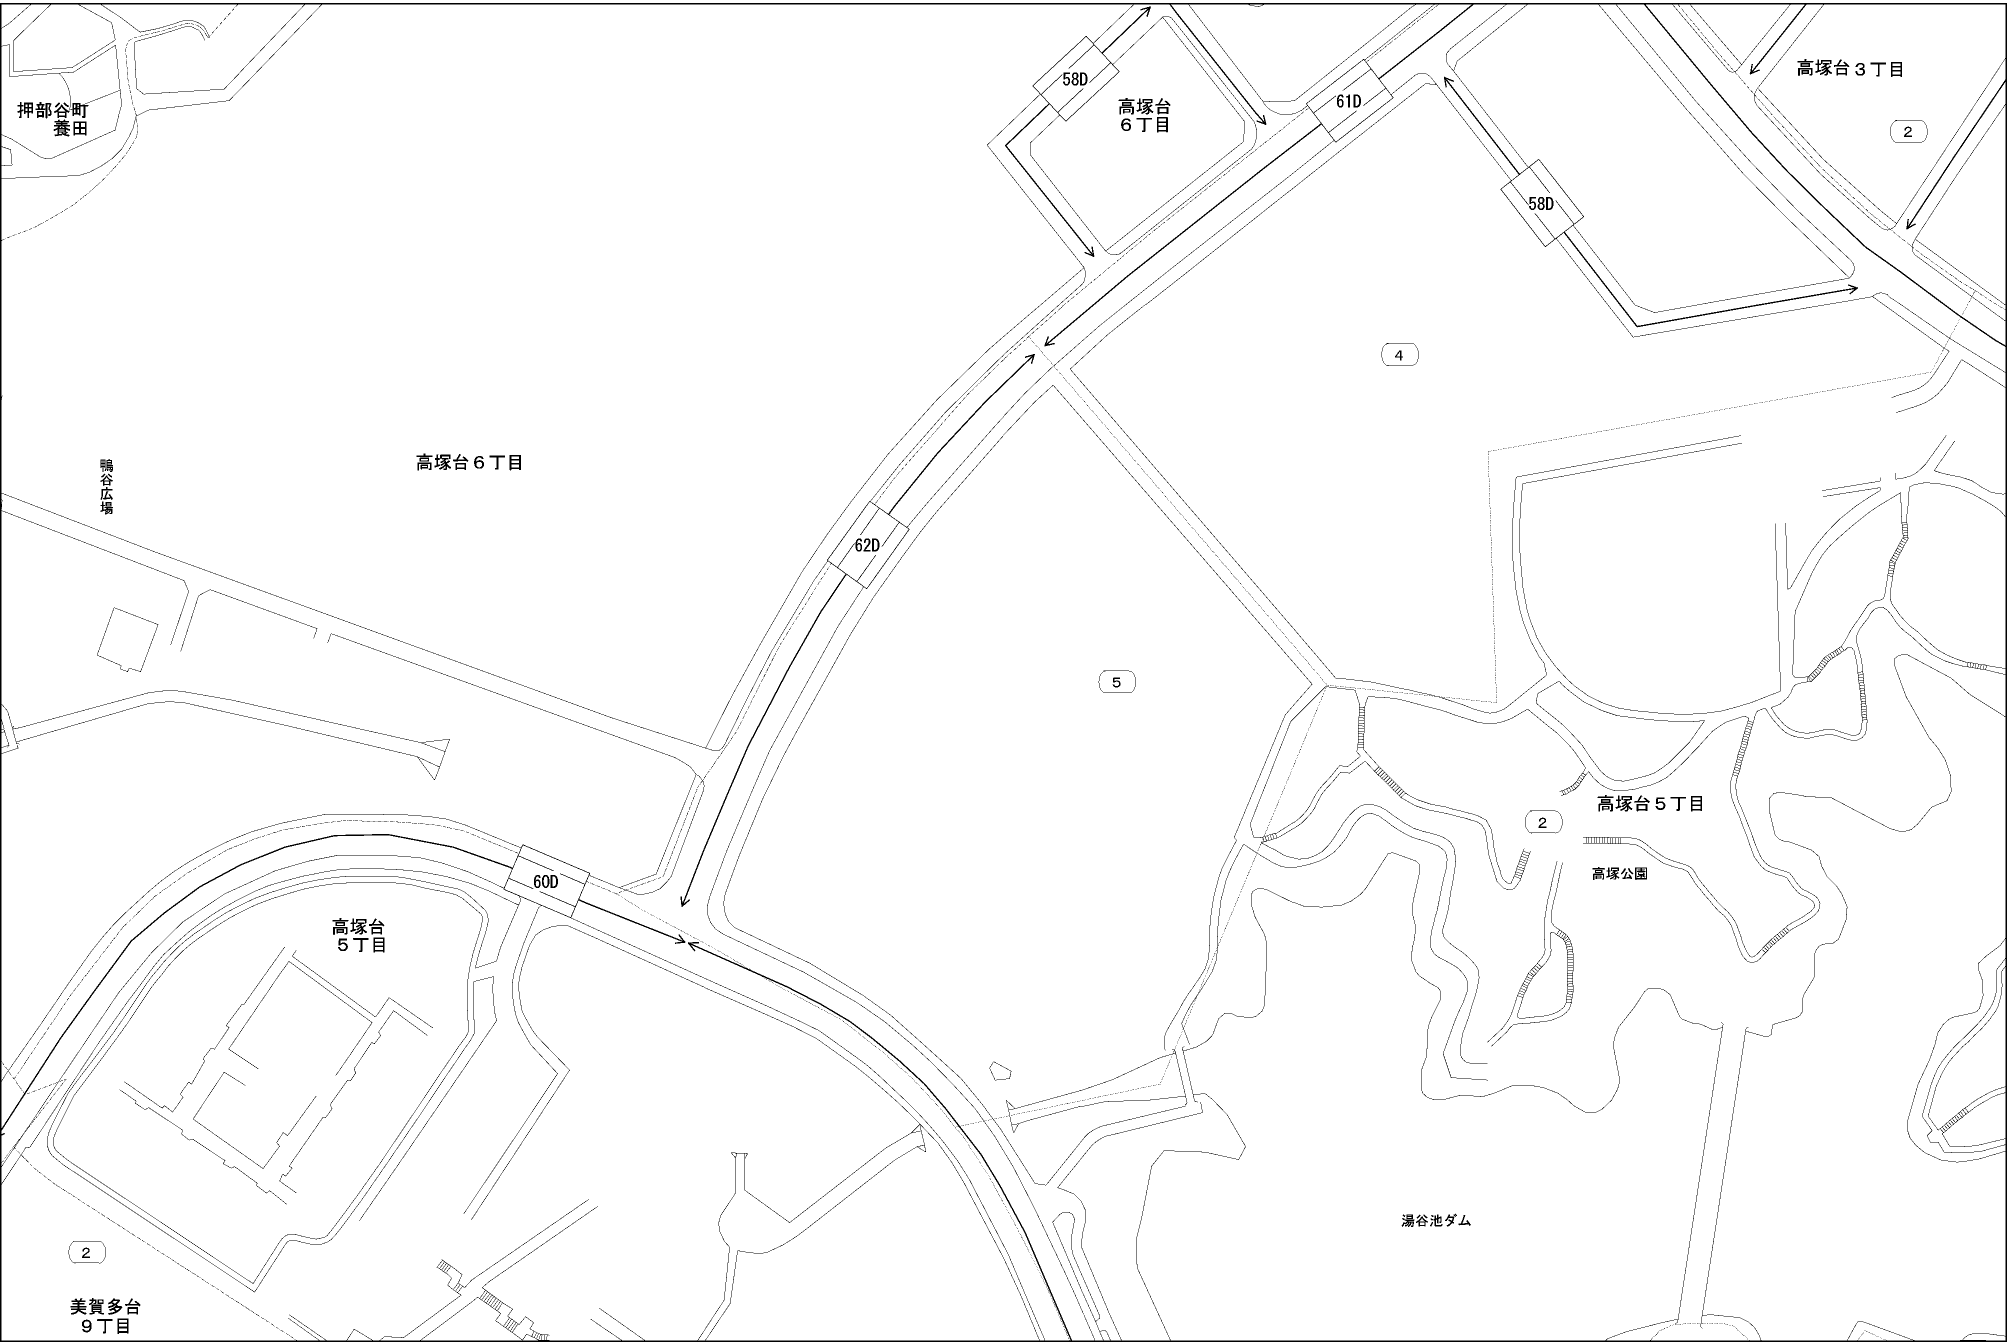 58D
61D
高塚台３丁目
押部谷町
養田
高塚台
６丁目
2
58D
4
高塚台６丁目
鴨谷広場
62D
5
高塚台５丁目
2
高塚公園
60D
高塚台
５丁目
湯谷池ダム
2
美賀多台
９丁目